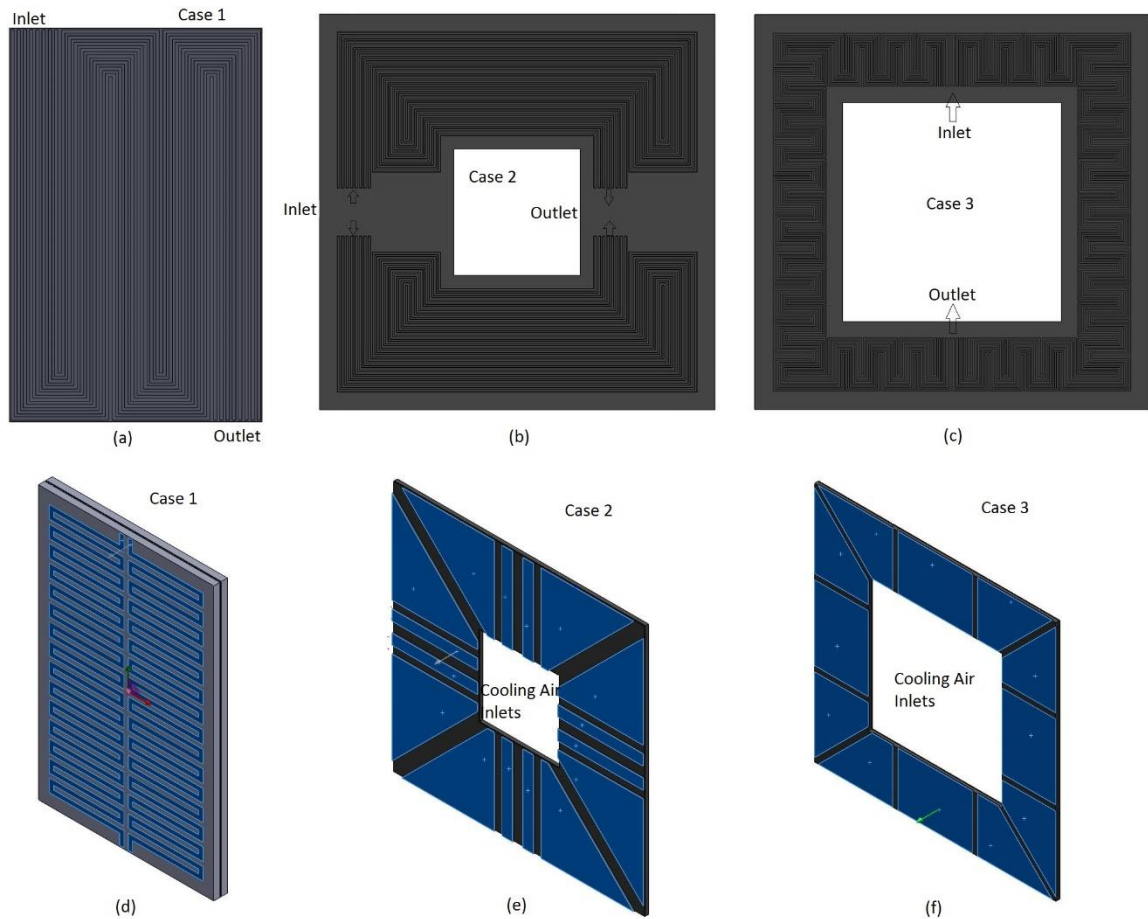 Inlet
Case 1
Outlet
(a)
Case 2
Inlet
Outlet
(b)
Inlet
Case 3
Outlet
(c)
Case 1
(d)
Case 2
Cooling Air
Inlets
(e)
Case 3
Cooling Air
Inlets
(f)